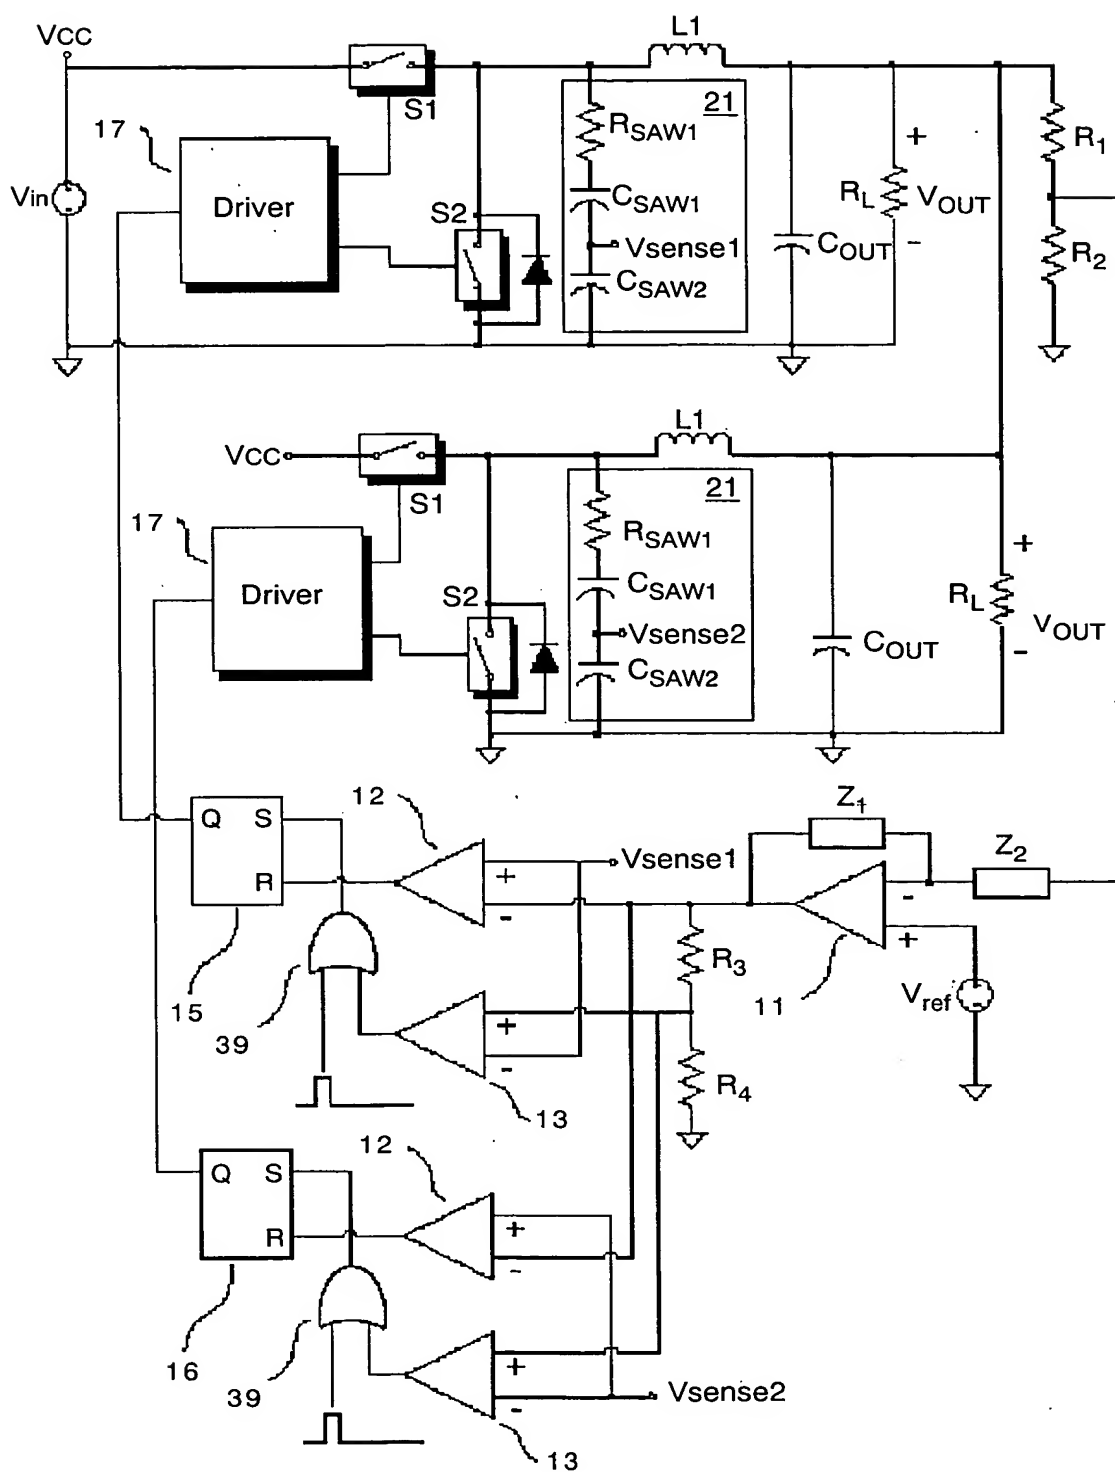 VCC
L1
S1
21
17
RSAW1
+
R1
Vin
Driver
CSAW1
RL
VOUT
S2
Vsense1
COUT
-
R2
CSAW2
L1
VCC
S1
21
17
RSAW1
+
Driver
CSAW1
RL
S2
Vsense2
VOUT
COUT
-
CSAW2
12
Z1
Q
S
Vsense1
Z2
+
R
-
-
+
R3
11
Vref
15
39
+
-
R4
13
12
Q
S
+
R
-
16
39
+
Vsense2
-
13